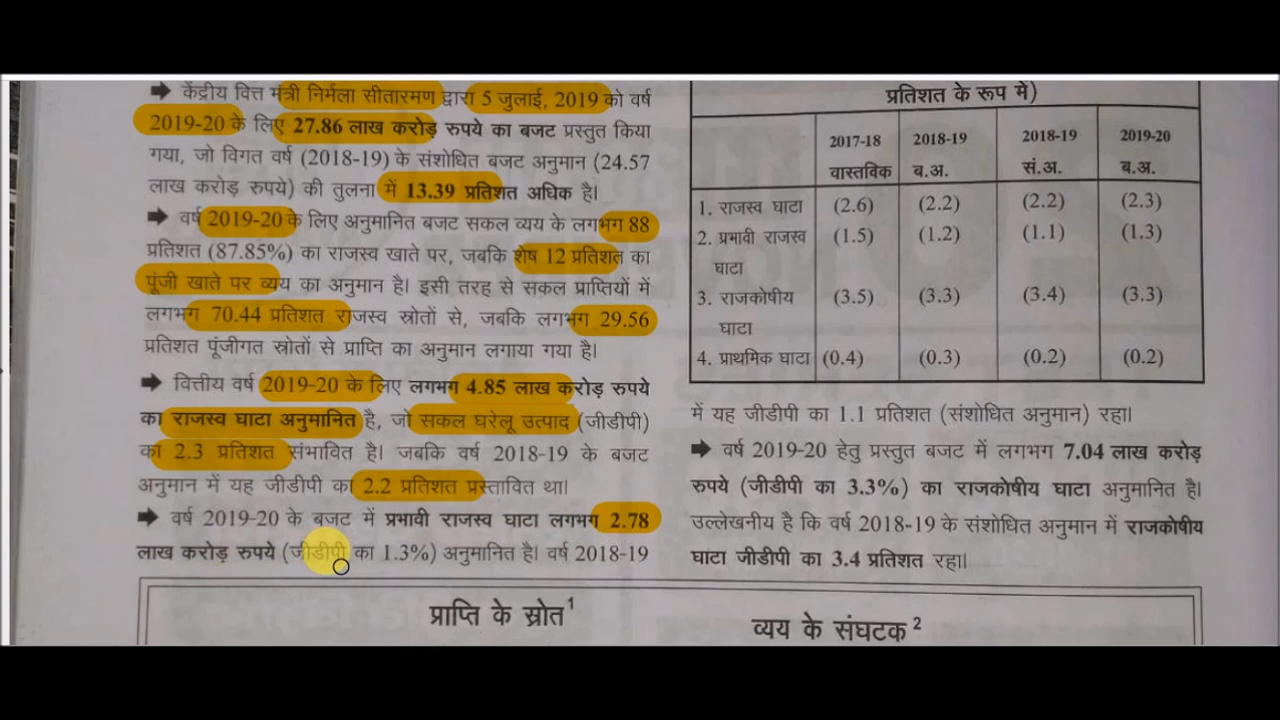 ➡ केंद्रीय वित्त मंत्री निर्मला सीतारमण द्वारा 5 जुलाई, 2019 को वर्ष
2019-20 के लिए 27.86 लाख करोड़ रुपये का बजट प्रस्तुत किया
गया, जो विगत वर्ष (2018-19) के संशोधित बजट अनुमान (24.57
लाख करोड़ रुपये) की तुलना में 13.39 प्रतिशत अधिक है।
➡ वर्ष 2019-20 के लिए अनुमानित बजट सकल व्यय के लगभग 88
प्रतिशत (87.85%) का राजस्व खाते पर, जबकि शेष 12 प्रतिशत का
पूंजी खाते पर व्यय का अनुमान है। इसी तरह से सकल प्राप्तियों में
लगभग 70.44 प्रतिशत राजस्व स्रोतों से, जबकि लगभग 29.56
प्रतिशत पूंजीगत स्रोतों से प्राप्ति का अनुमान लगाया गया है।
➡ वित्तीय वर्ष 2019-20 के लिए लगभग 4.85 लाख करोड़ रुपये
का राजस्व घाटा अनुमानित है, जो सकल घरेलू उत्पाद (जीडीपी)
का 2.3 प्रतिशत संभावित है। जबकि वर्ष 2018-19 के बजट
अनुमान में यह जीडीपी का 2.2 प्रतिशत प्रस्तावित था।
➡ वर्ष 2019-20 के बजट में प्रभावी राजस्व घाटा लगभग 2.78
लाख करोड़ रुपये (जीडीपी का 1.3%) अनुमानित है। वर्ष 2018-19
प्रतिशत के रूप में)
2017-18 2018-19 2018-19 2019-20
वास्तविक ब.अ. सं.अ. ब.अ.
1. राजस्व घाटा (2.6) (2.2) (2.2) (2.3)
2. प्रभावी राजस्व (1.5) (1.2) (1.1) (1.3)
घाटा
3. राजकोषीय (3.5) (3.3) (3.4) (3.3)
घाटा
4. प्राथमिक घाटा (0.4) (0.3) (0.2) (0.2)
में यह जीडीपी का 1.1 प्रतिशत (संशोधित अनुमान) रहा।
➡ वर्ष 2019-20 हेतु प्रस्तुत बजट में लगभग 7.04 लाख करोड़
रुपये (जीडीपी का 3.3%) का राजकोषीय घाटा अनुमानित है।
उल्लेखनीय है कि वर्ष 2018-19 के संशोधित अनुमान में राजकोषीय
घाटा जीडीपी का 3.4 प्रतिशत रहा।
प्राप्ति के स्रोत¹
व्यय के संघटक²